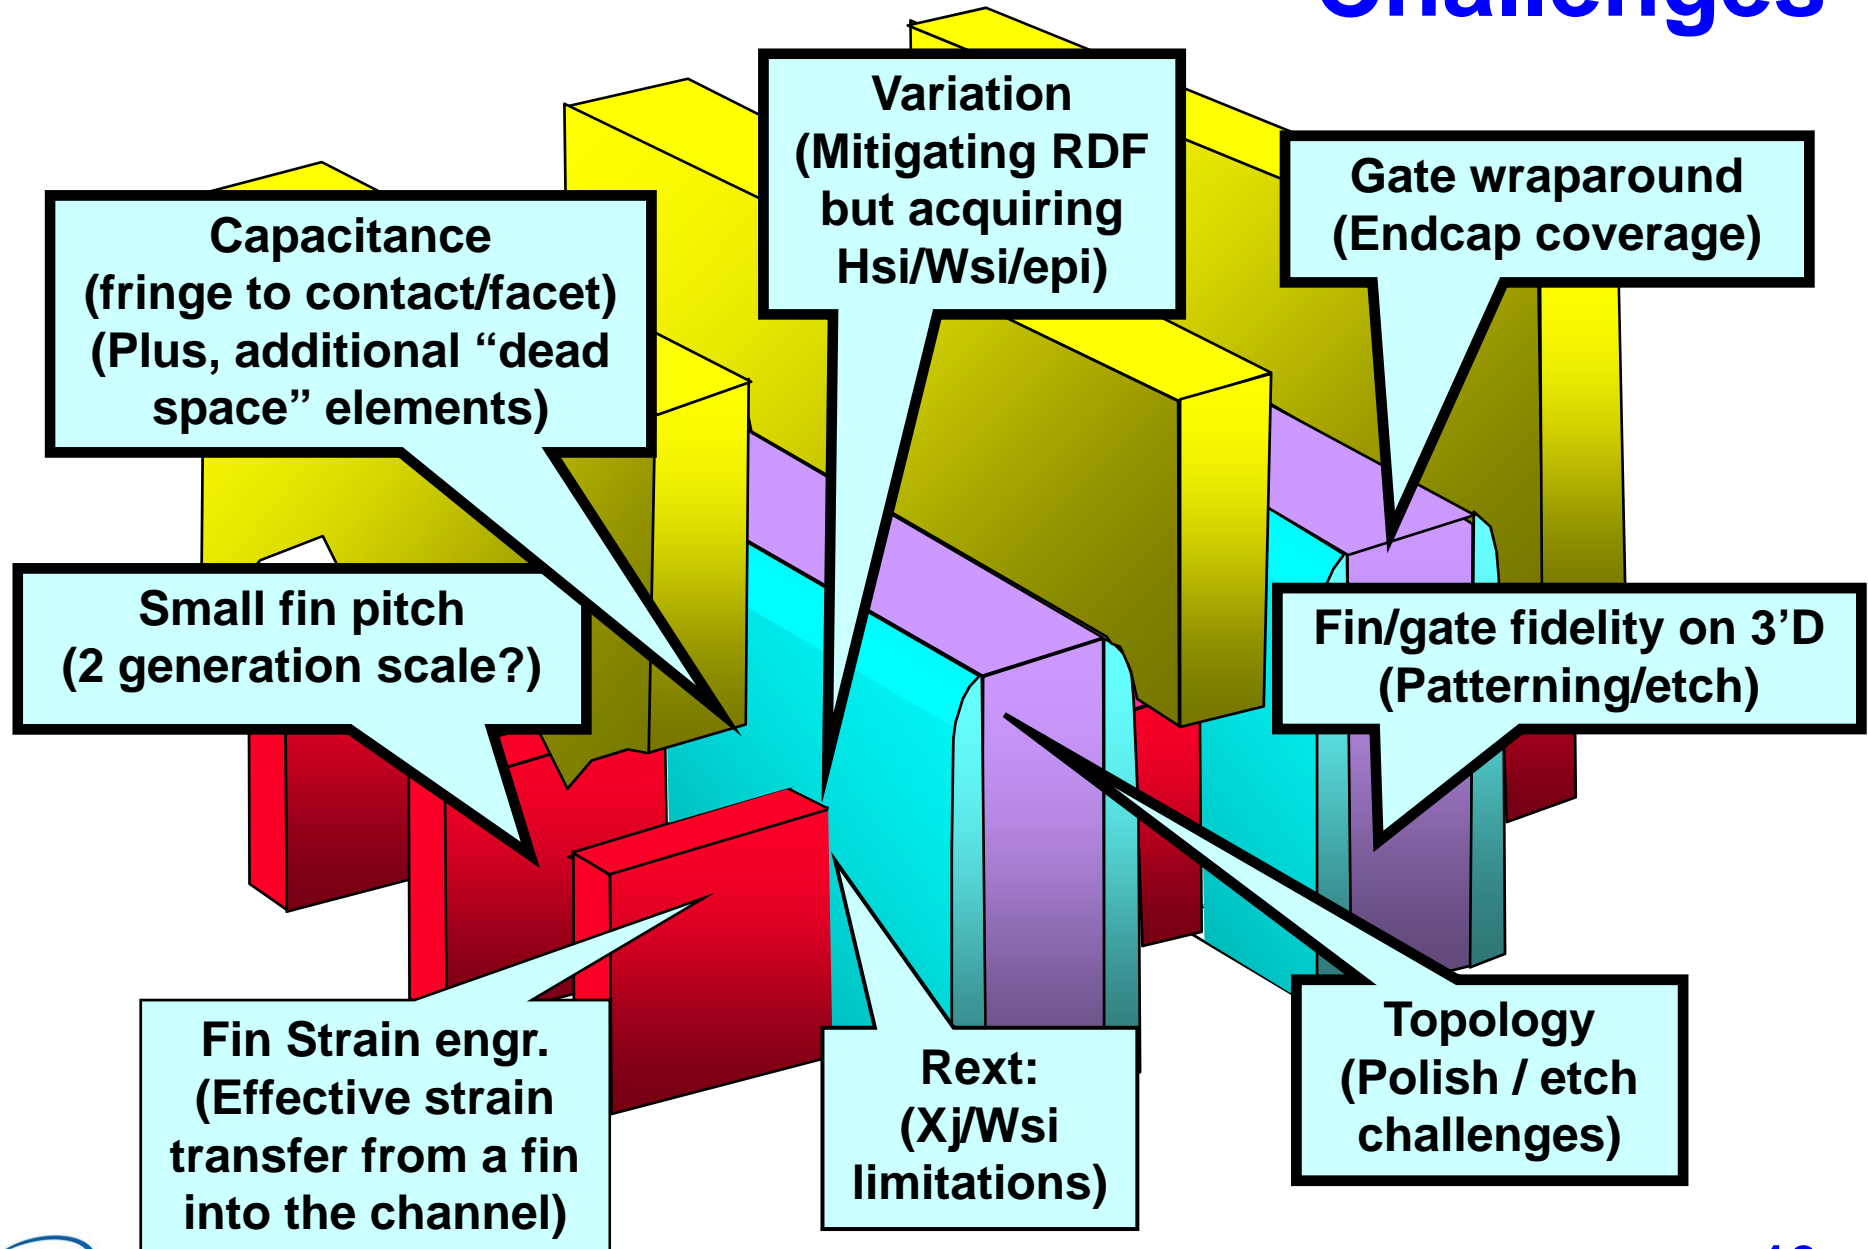 Challenges
Variation
(Mitigating RDF
but acquiring
Hsi/Wsi/epi)
Gate wraparound
(Endcap coverage)
Capacitance
(fringe to contact/facet)
(Plus, additional “dead
space” elements)
Small fin pitch
(2 generation scale?)
Fin/gate fidelity on 3’D
(Patterning/etch)
Fin Strain engr.
(Effective strain
transfer from a fin
into the channel)
Rext:
(Xj/Wsi
limitations)
Topology
(Polish / etch
challenges)